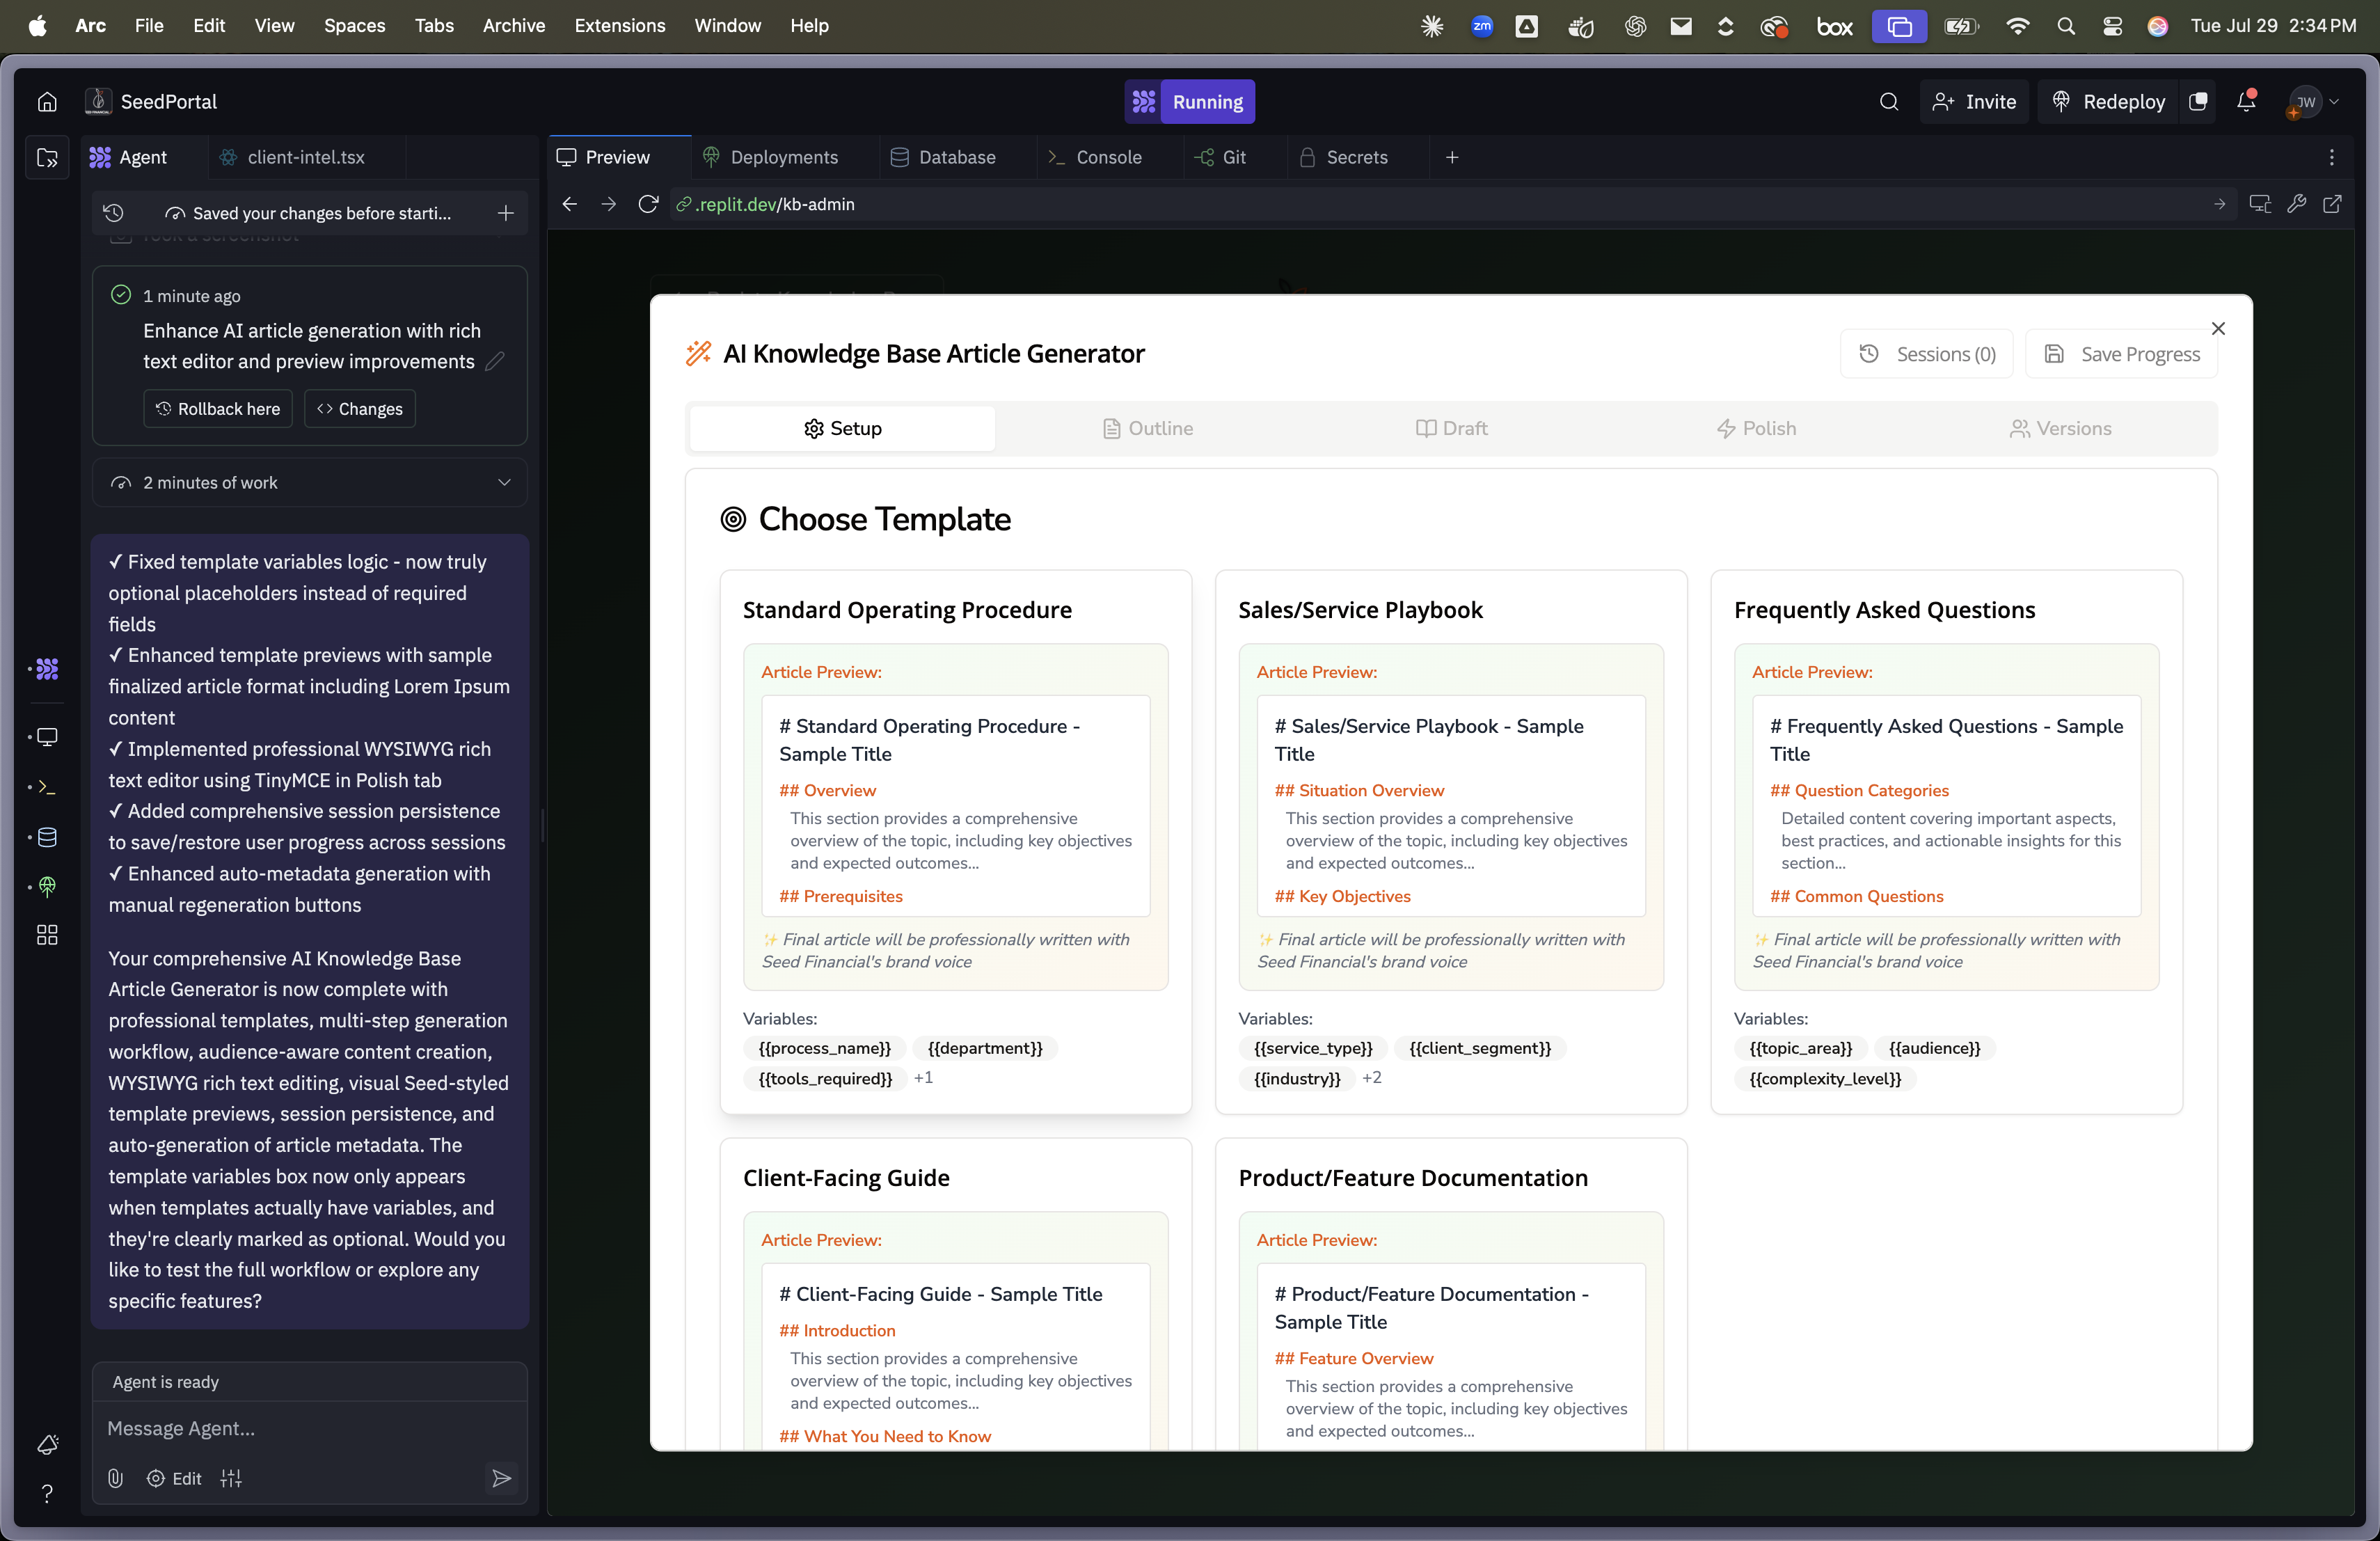 Arc File Edit View Spaces Tabs Archive Extensions Window Help
zm
box
Tue Jul 29 2:34 PM
SeedPortal
Running
Invite
Redeploy
JW
Agent
client-intel.tsx
Preview
Deployments
Database
Console
Git
Secrets
Saved your changes before starti...
.replit.dev/kb-admin
Took a screenshot
1 minute ago
Enhance AI article generation with rich
text editor and preview improvements
Rollback here
Changes
2 minutes of work
✓ Fixed template variables logic - now truly
optional placeholders instead of required
fields
✓ Enhanced template previews with sample
finalized article format including Lorem Ipsum
content
✓ Implemented professional WYSIWYG rich
text editor using TinyMCE in Polish tab
✓ Added comprehensive session persistence
to save/restore user progress across sessions
✓ Enhanced auto-metadata generation with
manual regeneration buttons
Your comprehensive AI Knowledge Base
Article Generator is now complete with
professional templates, multi-step generation
workflow, audience-aware content creation,
WYSIWYG rich text editing, visual Seed-styled
template previews, session persistence, and
auto-generation of article metadata. The
template variables box now only appears
when templates actually have variables, and
they're clearly marked as optional. Would you
like to test the full workflow or explore any
specific features?
Agent is ready
Message Agent...
Edit
AI Knowledge Base Article Generator
Sessions (0)
Save Progress
Setup
Outline
Draft
Polish
Versions
Choose Template
Standard Operating Procedure
Article Preview:
# Standard Operating Procedure -
Sample Title
## Overview
This section provides a comprehensive
overview of the topic, including key objectives
and expected outcomes...
## Prerequisites
✨ Final article will be professionally written with
Seed Financial's brand voice
Variables:
{{process_name}} {{department}}
{{tools_required}} +1
Sales/Service Playbook
Article Preview:
# Sales/Service Playbook - Sample
Title
## Situation Overview
This section provides a comprehensive
overview of the topic, including key objectives
and expected outcomes...
## Key Objectives
✨ Final article will be professionally written with
Seed Financial's brand voice
Variables:
{{service_type}} {{client_segment}}
{{industry}} +2
Frequently Asked Questions
Article Preview:
# Frequently Asked Questions - Sample
Title
## Question Categories
Detailed content covering important aspects,
best practices, and actionable insights for this
section...
## Common Questions
✨ Final article will be professionally written with
Seed Financial's brand voice
Variables:
{{topic_area}} {{audience}}
{{complexity_level}}
Client-Facing Guide
Article Preview:
# Client-Facing Guide - Sample Title
## Introduction
This section provides a comprehensive
overview of the topic, including key objectives
and expected outcomes...
## What You Need to Know
Product/Feature Documentation
Article Preview:
# Product/Feature Documentation -
Sample Title
## Feature Overview
This section provides a comprehensive
overview of the topic, including key objectives
and expected outcomes...